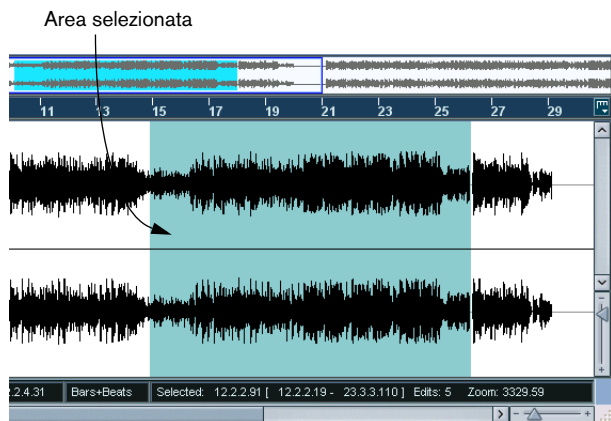 Area selezionata
11 13 15 17 19 21 23 25 27 29
2.2.4.31 Bars+Beats Selected: 12.2.2.91 [ 12.2.2.19 - 23.3.3.110 ] Edits: 5 Zoom: 3329.59